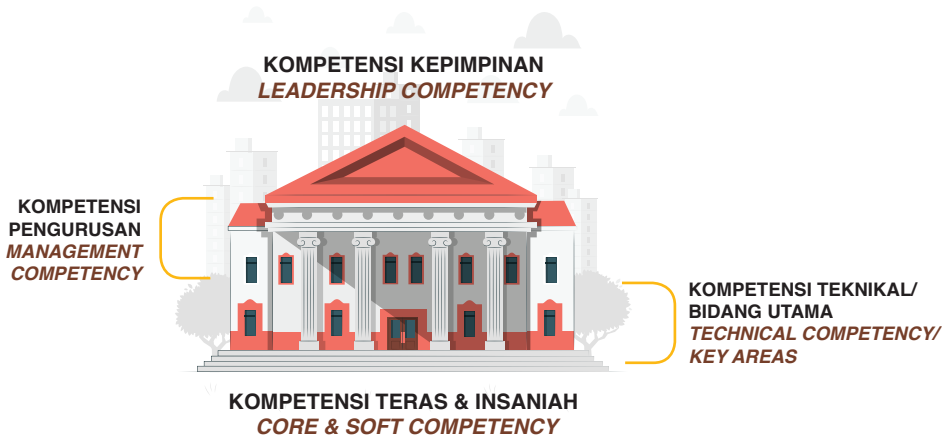 KOMPETENSI KEPIMPINAN
LEADERSHIP COMPETENCY
KOMPETENSI
PENGURUSAN
MANAGEMENT
COMPETENCY
KOMPETENSI TEKNIKAL/
BIDANG UTAMA
TECHNICAL COMPETENCY/
KEY AREAS
KOMPETENSI TERAS & INSANIAH
CORE & SOFT COMPETENCY